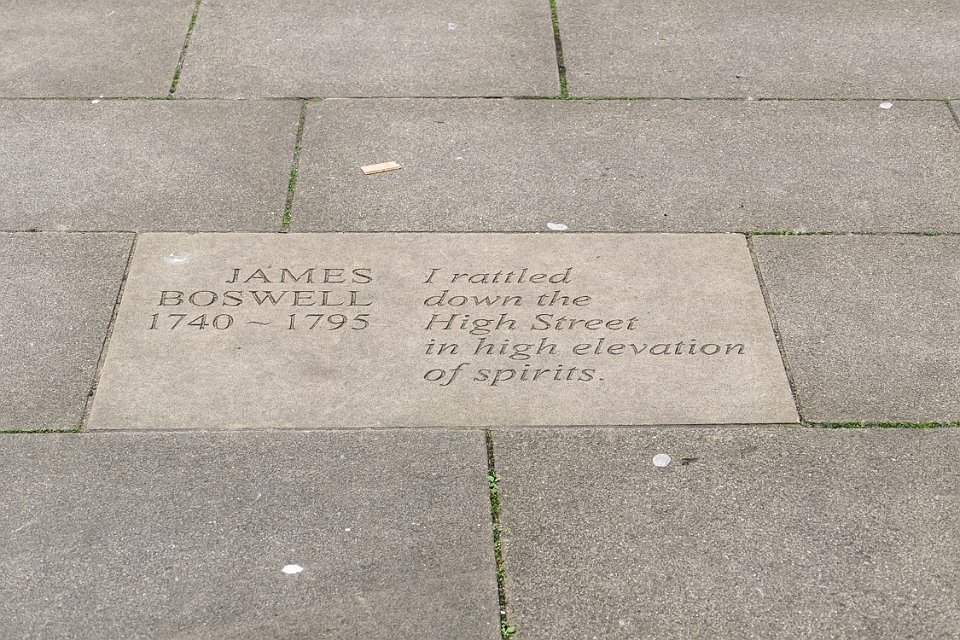 JAMES
BOSWELL
1740 ~ 1795
I rattled
down the
High Street
in high elevation
of spirits.